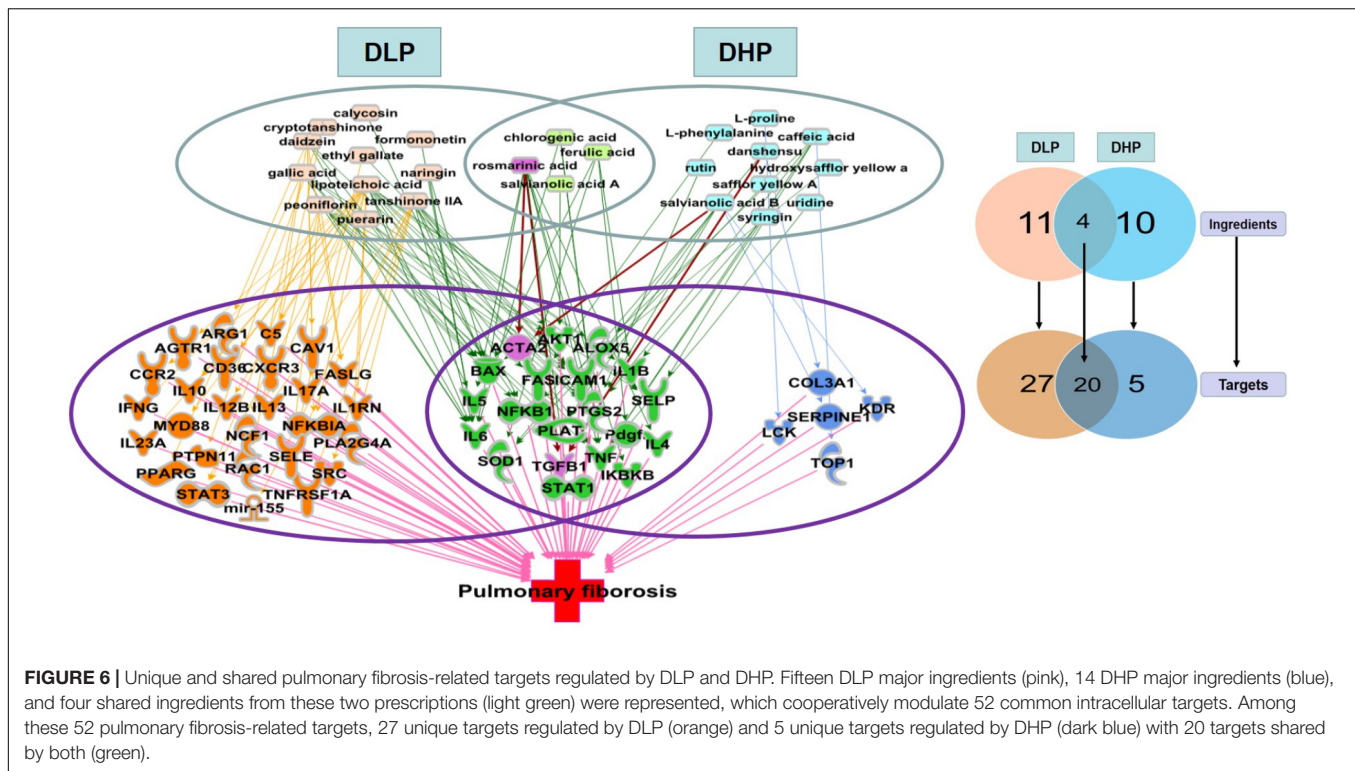 DLP
DHP
calycosin
cryptotanshinone
daidzein
formononetin
ethyl gallate
gallic acid
naringin
lipoteichoic acid
peoniflorin
tanshinone IIA
puerarin
chlorogenic acid
ferulic acid
rosmarinic acid
salvianolic acid A
L-proline
L-phenylalanine
caffeic acid
danshensu
rutin
hydroxysafflor yellow a
safflor yellow A
salvianolic acid B
uridine
syringin
ARG1
C5
AGTR1
CAV1
CCR2
CD36
CXCR3
FASLG
IL10
IL17A
IFNG
IL12B
IL13
IL1RN
MYD88
NFKBIA
IL23A
NCF1
PLA2G4A
PTPN11
SELE
PPARG
RAC1
SRC
STAT3
TNFRSF1A
mir-155
ACTA2
AKT1
ALOX5
BAX
FAS
ICAM1
IL1B
IL5
NFKB1
PTGS2
SELP
IL6
PLAT
Pdgf
IL4
SOD1
TGFB1
TNF
IKBKB
STAT1
COL3A1
SERPINE1
KDR
LCK
TOP1
Pulmonary fiborosis
DLP
DHP
11
4
10
Ingredients
27
20
5
Targets
FIGURE 6 | Unique and shared pulmonary fibrosis-related targets regulated by DLP and DHP. Fifteen DLP major ingredients (pink), 14 DHP major ingredients (blue),
and four shared ingredients from these two prescriptions (light green) were represented, which cooperatively modulate 52 common intracellular targets. Among
these 52 pulmonary fibrosis-related targets, 27 unique targets regulated by DLP (orange) and 5 unique targets regulated by DHP (dark blue) with 20 targets shared
by both (green).